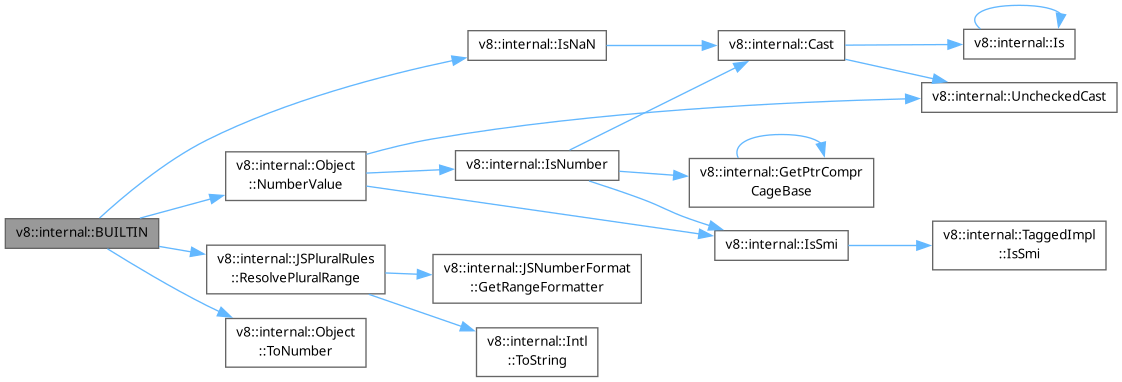 v8::internal::BUILTIN
v8::internal::IsNaN
v8::internal::Cast
v8::internal::Is
v8::internal::UncheckedCast
v8::internal::Object
::NumberValue
v8::internal::IsNumber
v8::internal::GetPtrCompr
CageBase
v8::internal::IsSmi
v8::internal::TaggedImpl
::IsSmi
v8::internal::JSPluralRules
::ResolvePluralRange
v8::internal::JSNumberFormat
::GetRangeFormatter
v8::internal::Intl
::ToString
v8::internal::Object
::ToNumber